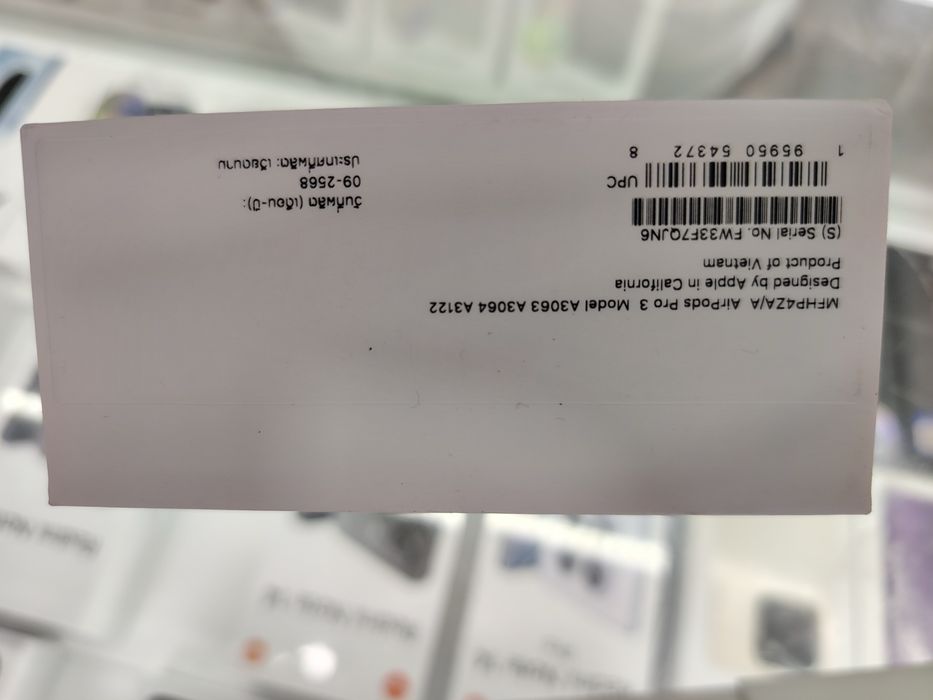 MFHP4ZA/A AirPods Pro 3 Model A3063 A3064 A3122
Designed by Apple in California
Product of Vietnam
(S) Serial No. FW33F7QJN6
UPC
1 95950 54372 8
วันที่ผลิต (เดือน-ปี):
09-2568
ประเทศที่ผลิต: เวียดนาม